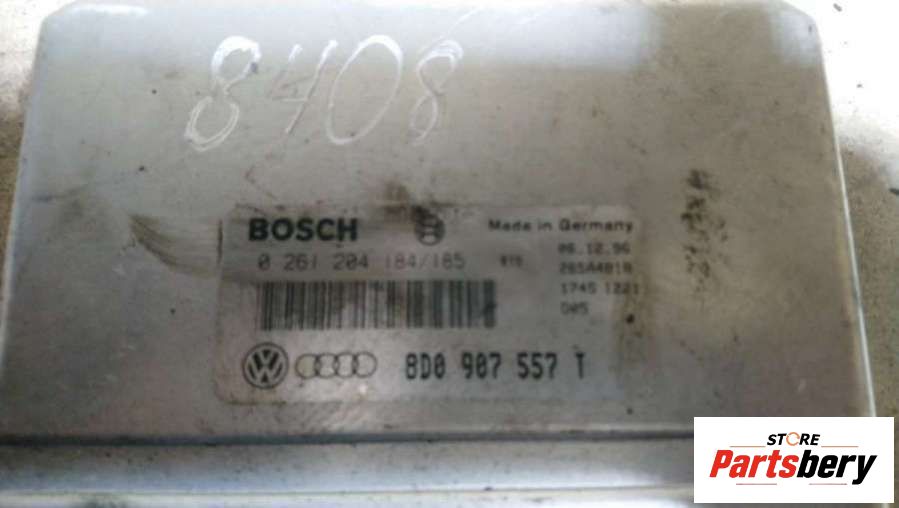 8408
BOSCH
Made in Germany
0 261 204 184/185
06.12.96
1745 1221
8D0 907 557 T
STORE
Partsbery